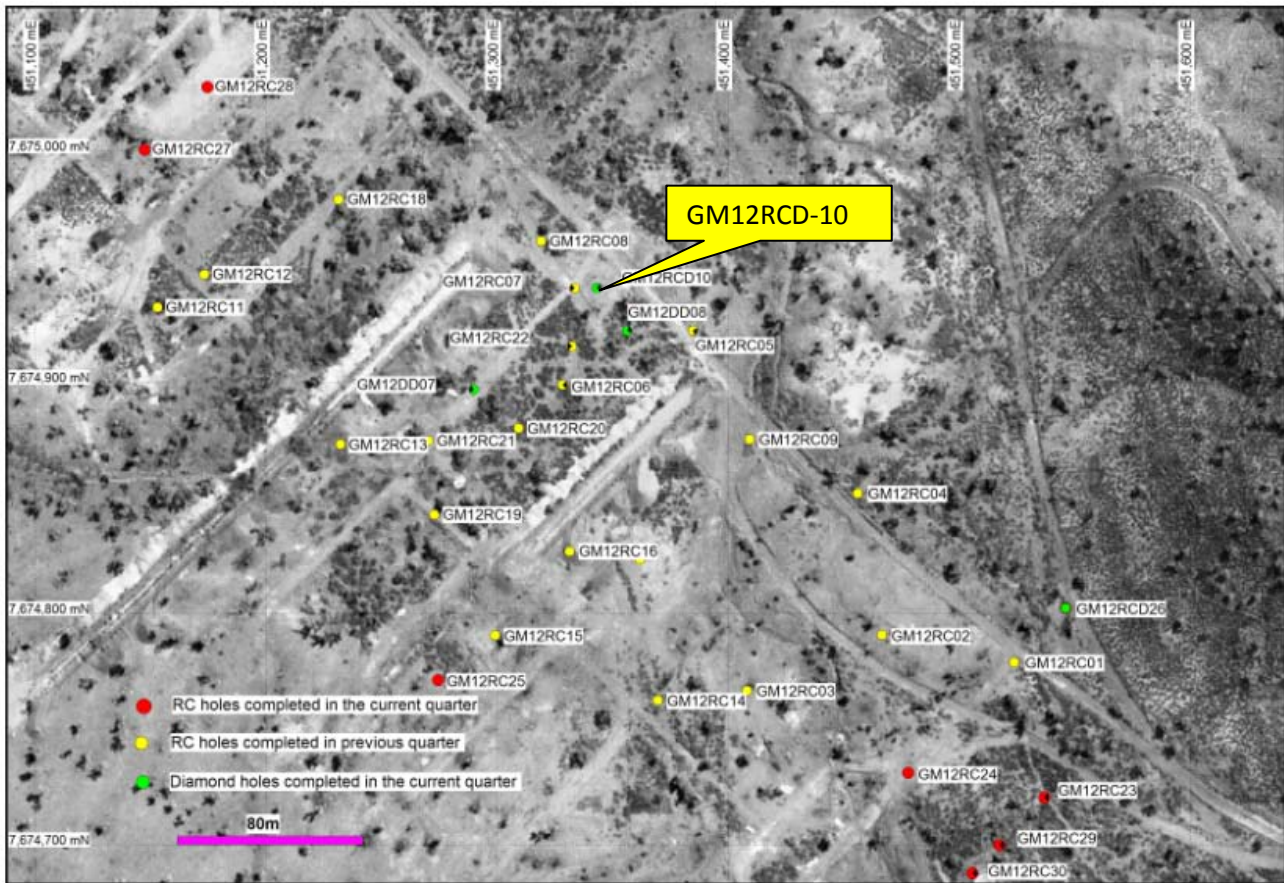 451,100 mE
451,200 mE
451,300 mE
451,400 mE
451,500 mE
451,600 mE
GM12RC28
7,675,000 mN
GM12RC27
GM12RC18
GM12RCD-10
GM12RC08
GM12RC12
GM12RC07
GM12RCD10
GM12RC11
GM12DD08
GM12RC22
GM12RC05
7,674,900 mN
GM12DD07
GM12RC06
GM12RC20
GM12RC13
GM12RC21
GM12RC09
GM12RC04
GM12RC19
GM12RC16
7,674,800 mN
GM12RCD26
GM12RC15
GM12RC02
GM12RC01
GM12RC25
GM12RC03
GM12RC14
RC holes completed in the current quarter
RC holes completed in previous quarter
Diamond holes completed in the current quarter
GM12RC24
GM12RC23
80m
7,674,700 mN
GM12RC29
GM12RC30